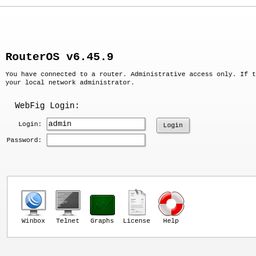 RouterOS v6.45.9
You have connected to a router. Administrative access only. If
your local network administrator.
WebFig Login:
Login: admin
Login
Password:
Winbox Telnet Graphs License Help